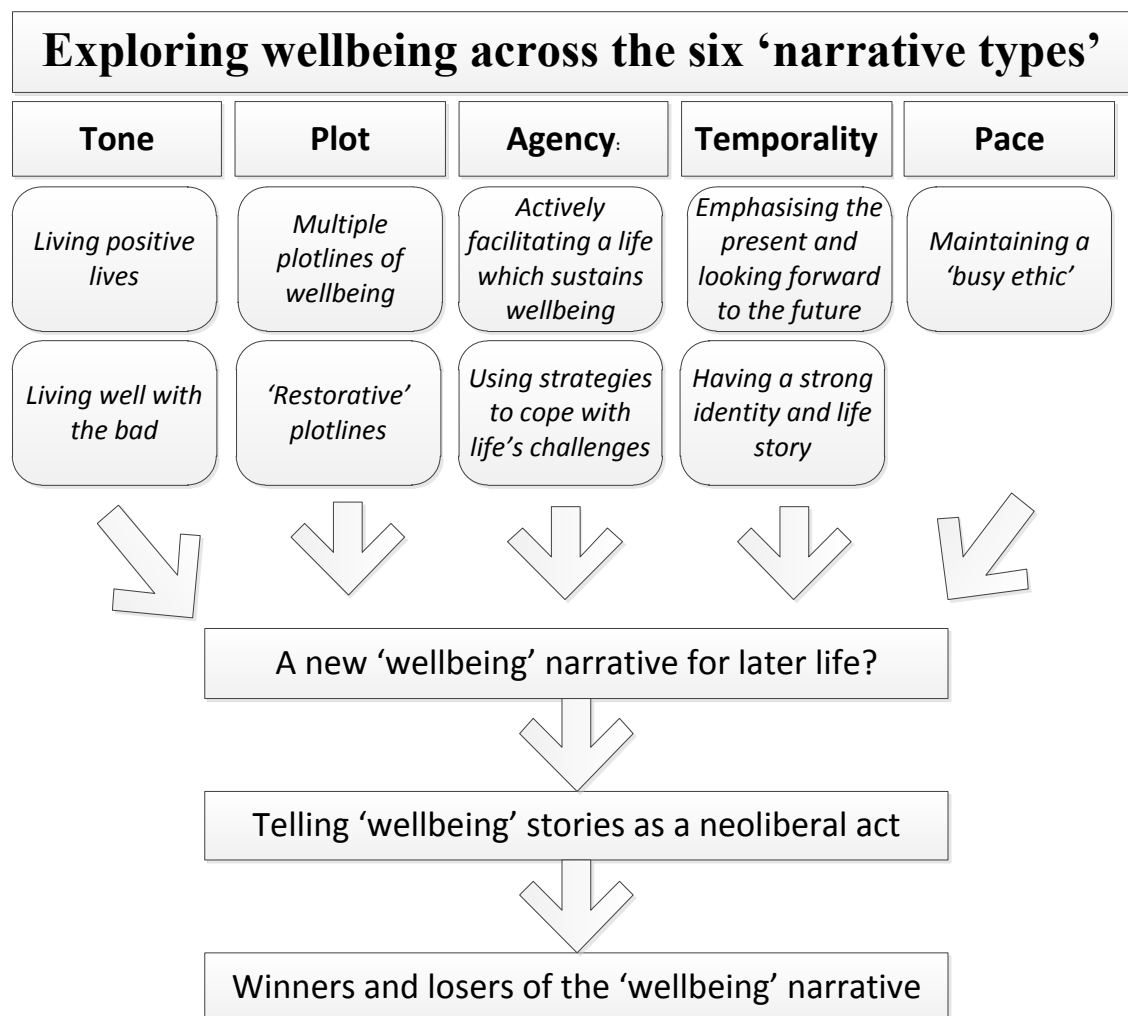 Exploring wellbeing across the six ‘narrative types’
Tone
Plot
Agency:
Temporality
Pace
Living positive
lives
Multiple
plotlines of
wellbeing
Actively
facilitating a life
which sustains
wellbeing
Emphasising the
present and
looking forward
to the future
Maintaining a
‘busy ethic’
Living well with
the bad
‘Restorative’
plotlines
Using strategies
to cope with
life’s challenges
Having a strong
identity and life
story
A new ‘wellbeing’ narrative for later life?
Telling ‘wellbeing’ stories as a neoliberal act
Winners and losers of the ‘wellbeing’ narrative